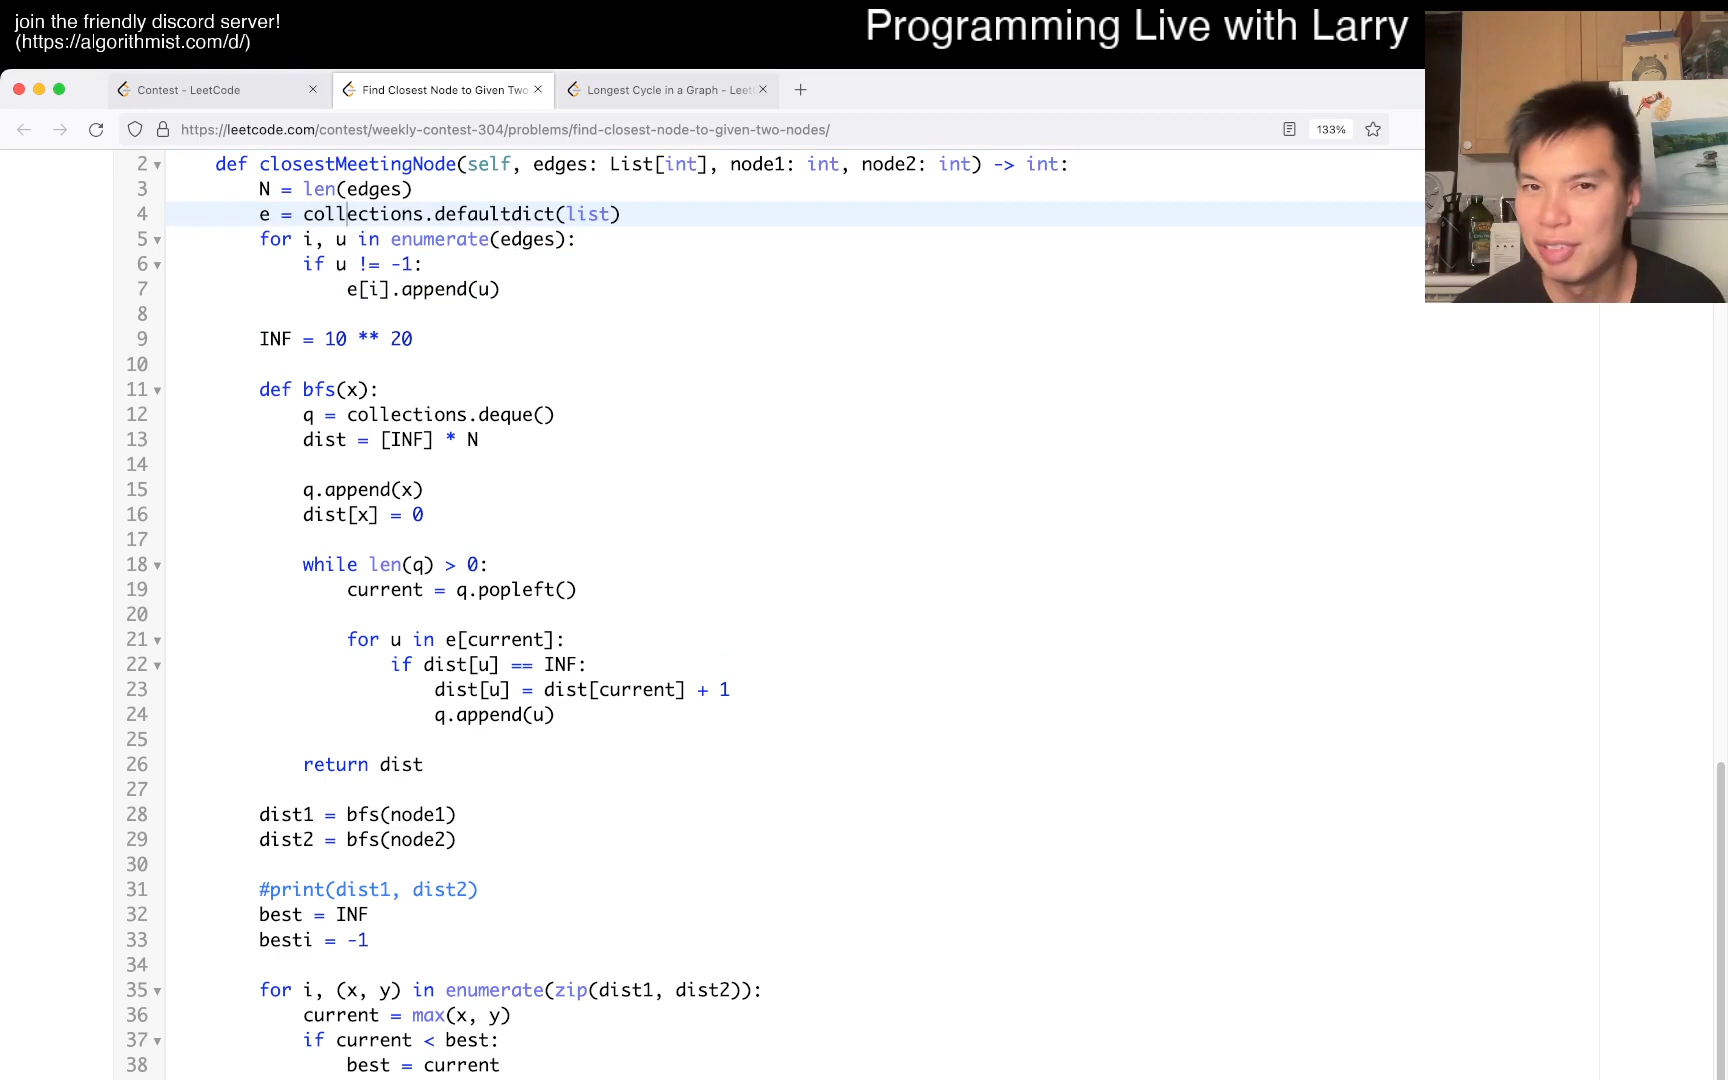 join the friendly discord server!
(https://algorithmist.com/d/)
Programming Live with Larry
Contest - LeetCode
Find Closest Node to Given Two
Longest Cycle in a Graph - Leet
https://leetcode.com/contest/weekly-contest-304/problems/find-closest-node-to-given-two-nodes/
133%
2 def closestMeetingNode(self, edges: List[int], node1: int, node2: int) -> int:
3 N = len(edges)
4 e = collections.defaultdict(list)
5 for i, u in enumerate(edges):
6 if u != -1:
7 e[i].append(u)
8
9 INF = 10 ** 20
10
11 def bfs(x):
12 q = collections.deque()
13 dist = [INF] * N
14
15 q.append(x)
16 dist[x] = 0
17
18 while len(q) > 0:
19 current = q.popleft()
20
21 for u in e[current]:
22 if dist[u] == INF:
23 dist[u] = dist[current] + 1
24 q.append(u)
25
26 return dist
27
28 dist1 = bfs(node1)
29 dist2 = bfs(node2)
30
31 #print(dist1, dist2)
32 best = INF
33 besti = -1
34
35 for i, (x, y) in enumerate(zip(dist1, dist2)):
36 current = max(x, y)
37 if current < best:
38 best = current